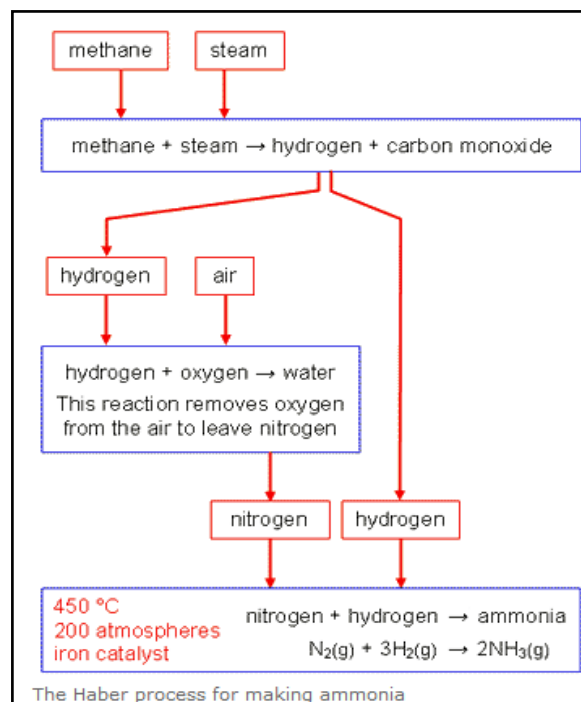 methane
steam
methane + steam → hydrogen + carbon monoxide
hydrogen
air
hydrogen + oxygen → water
This reaction removes oxygen
from the air to leave nitrogen
nitrogen
hydrogen
450 °C
200 atmospheres
iron catalyst
nitrogen + hydrogen → ammonia
N₂(g) + 3H₂(g) → 2NH₃(g)
The Haber process for making ammonia